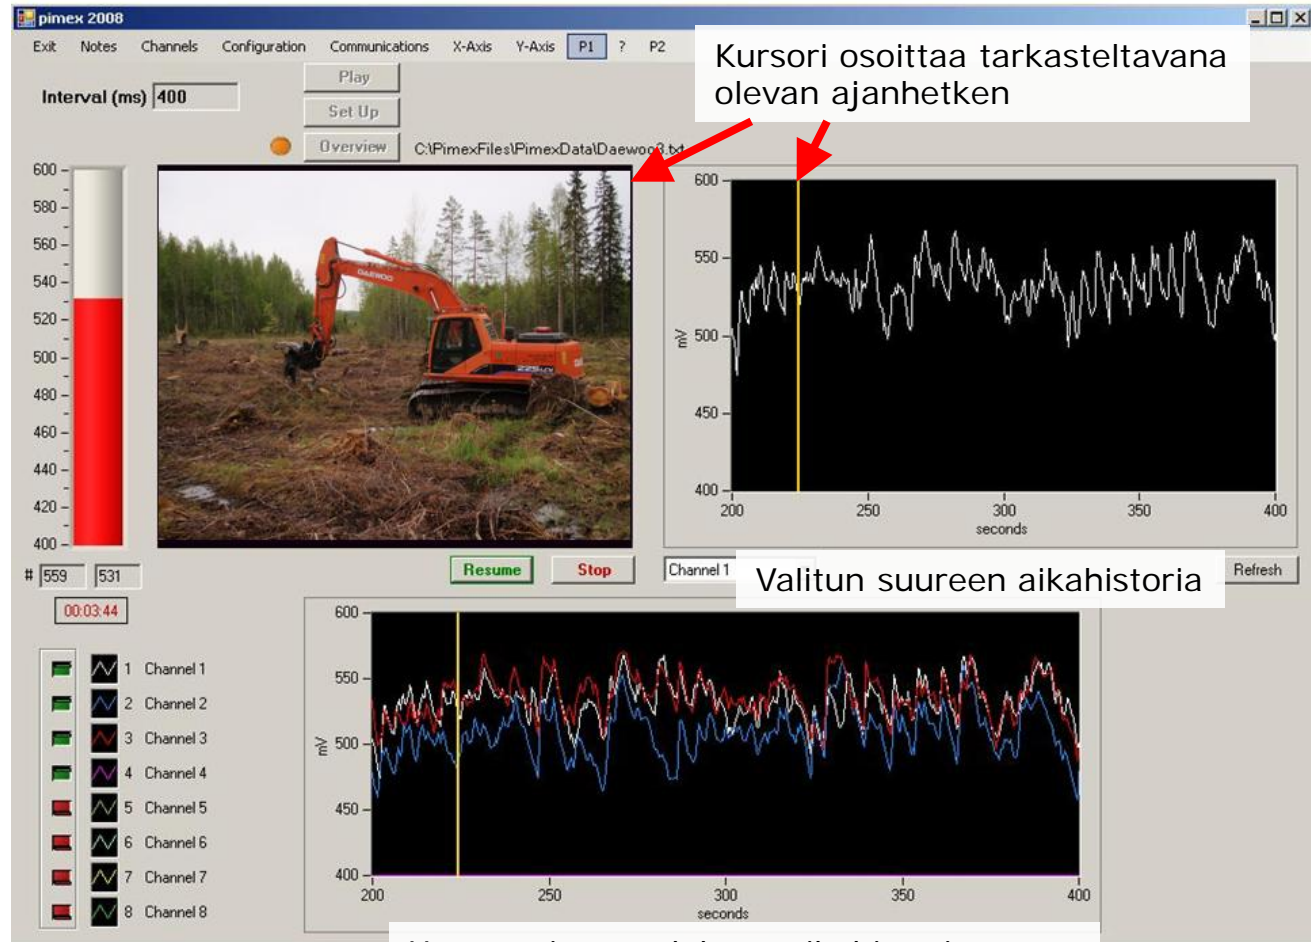 pimex 2008
Exit Notes Channels Configuration Communications X-Axis Y-Axis P1 ? P2
Kursori osoittaa tarkasteltavana
olevan ajanhetken
Play
Interval (ms) 400
Set Up
Overview C:\PimexFiles\PimexData\Daewoo3.txt
600
580
560
540
520
500
480
460
440
420
400
DAEWOO
600
550
500
450
400
mV
200 250 300 350 400
seconds
# 559 531
Resume Stop
Channel 1
Valitun suureen aikahistoria
Refresh
00:03:44
1 Channel 1
2 Channel 2
3 Channel 3
4 Channel 4
5 Channel 5
6 Channel 6
7 Channel 7
8 Channel 8
600
550
500
450
400
mV
200 250 300 350 400
seconds